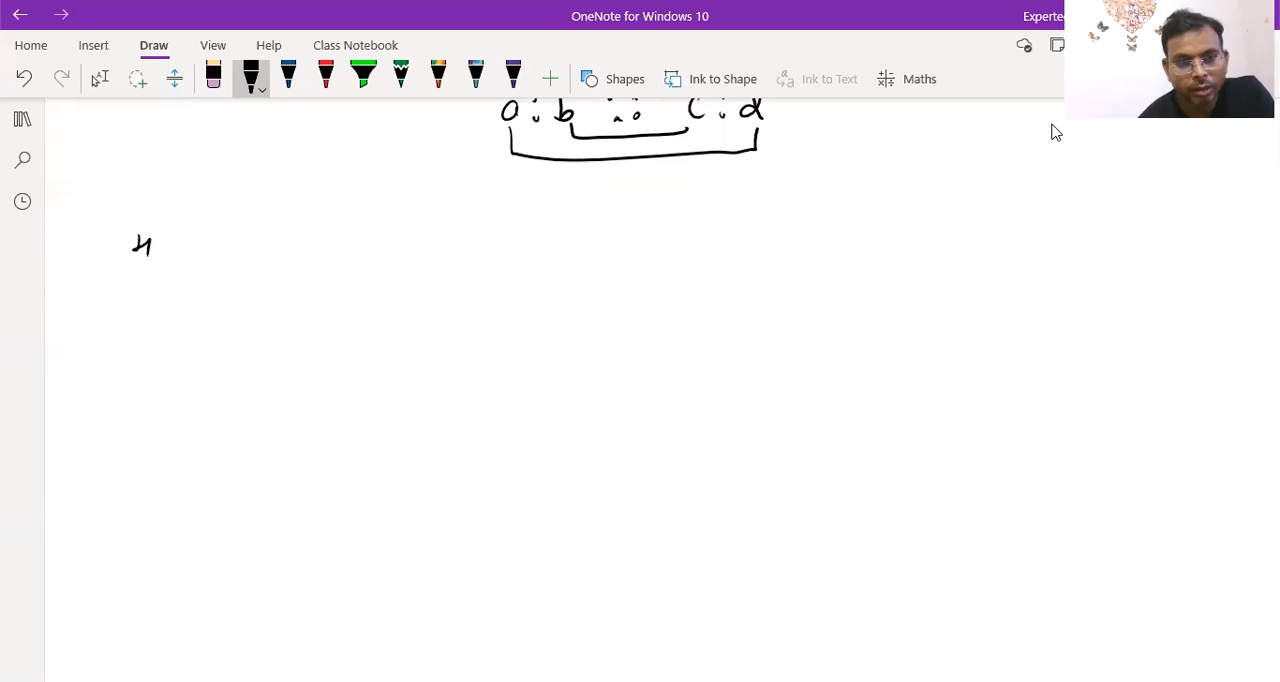 OneNote for Windows 10
Experte
Home Insert Draw View Help Class Notebook
Shapes Ink to Shape Ink to Text Maths
a : b :: c : d
4